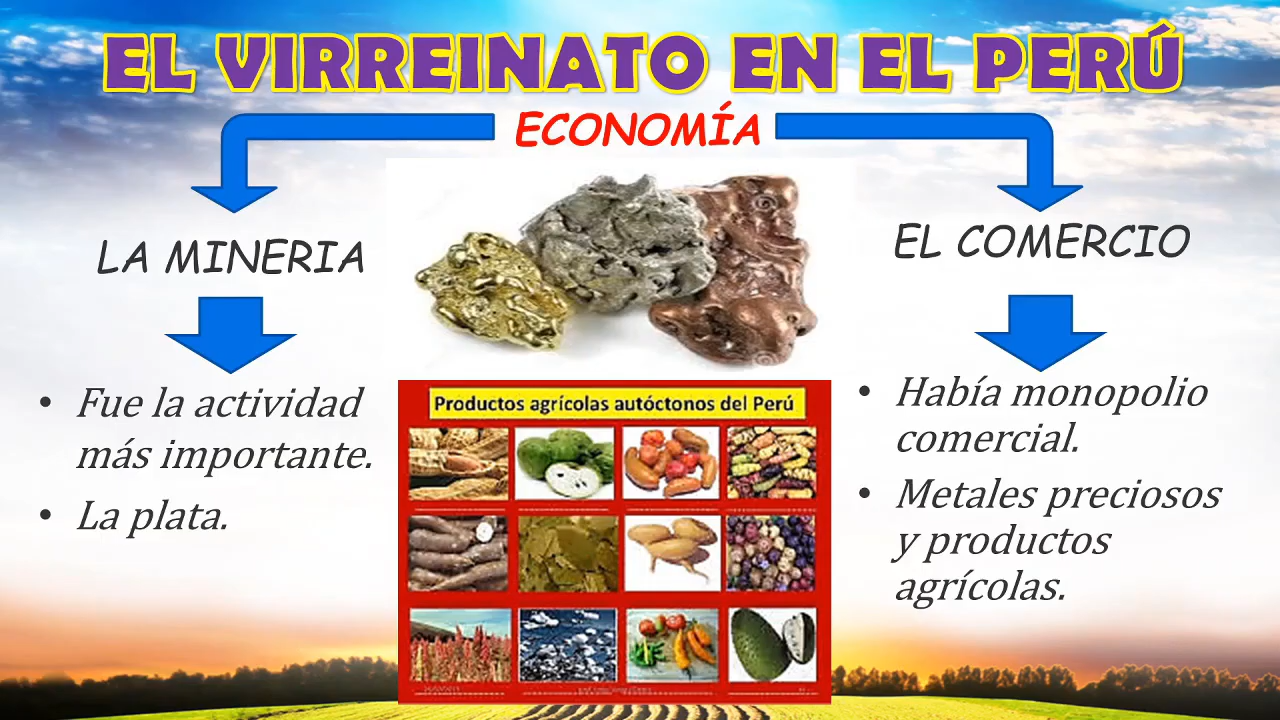 EL VIRREINATO EN EL PERÚ
ECONOMÍA
LA MINERIA
• Fue la actividad
más importante.
• La plata.
Productos agrícolas autóctonos del Perú
EL COMERCIO
• Había monopolio
comercial.
• Metales preciosos
y productos
agrícolas.